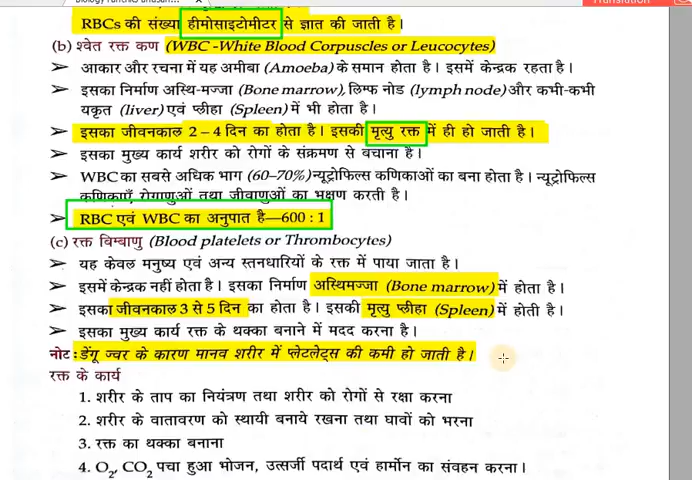 RBCs की संख्या हीमोसाइटोमीटर से ज्ञात की जाती है।
(b) श्वेत रक्त कण (WBC -White Blood Corpuscles or Leucocytes)
➢ आकार और रचना में यह अमीबा (Amoeba) के समान होता है। इसमें केन्द्रक रहता है।
➢ इसका निर्माण अस्थि-मज्जा (Bone marrow), लिम्फ नोड (lymph node) और कभी-कभी
यकृत (liver) एवं प्लीहा (Spleen) में भी होता है।
➢ इसका जीवनकाल 2 – 4 दिन का होता है। इसकी मृत्यु रक्त में ही हो जाती है।
➢ इसका मुख्य कार्य शरीर को रोगों के संक्रमण से बचाना है।
➢ WBC का सबसे अधिक भाग (60–70%) न्यूट्रोफिल्स कणिकाओं का बना होता है। न्यूट्रोफिल्स
कणिकाएँ रोगाणुओं तथा जीवाणुओं का भक्षण करती है।
➢ RBC एवं WBC का अनुपात है—600 : 1
(c) रक्त बिम्बाणु (Blood platelets or Thrombocytes)
➢ यह केवल मनुष्य एवं अन्य स्तनधारियों के रक्त में पाया जाता है।
➢ इसमें केन्द्रक नहीं होता है। इसका निर्माण अस्थिमज्जा (Bone marrow) में होता है।
➢ इसका जीवनकाल 3 से 5 दिन का होता है। इसकी मृत्यु प्लीहा (Spleen) में होती है।
➢ इसका मुख्य कार्य रक्त के थक्का बनाने में मदद करना है।
नोट : डेंगू ज्वर के कारण मानव शरीर में प्लेटलेट्स की कमी हो जाती है।
रक्त के कार्य
1. शरीर के ताप का नियंत्रण तथा शरीर को रोगों से रक्षा करना
2. शरीर के वातावरण को स्थायी बनाये रखना तथा घावों को भरना
3. रक्त का थक्का बनाना
4. O₂, CO₂ पचा हुआ भोजन, उत्सर्जी पदार्थ एवं हार्मोन का संवहन करना।